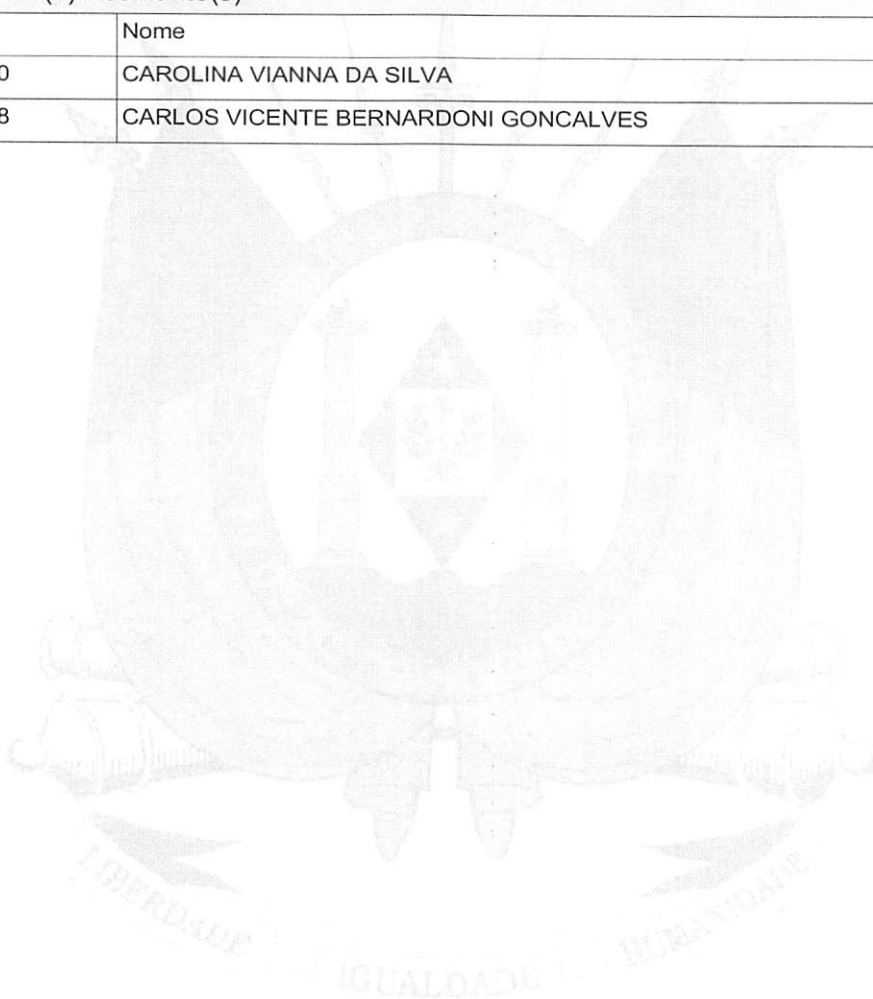 Nome
0 CAROLINA VIANNA DA SILVA
8 CARLOS VICENTE BERNARDONI GONCALVES
LIBERDADE
IGUALDADE
HUMANIDADE